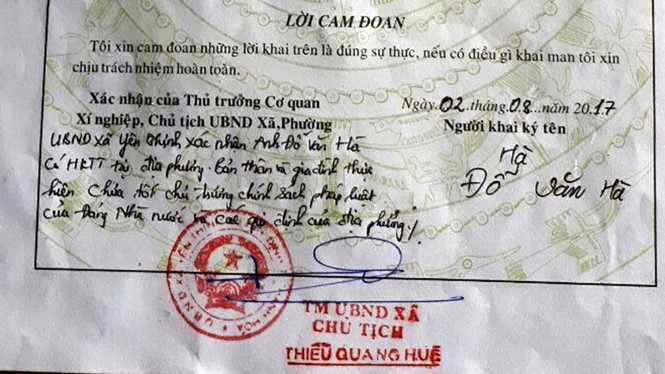 LỜI CAM ĐOAN
Tôi xin cam đoan những lời khai trên là đúng sự thực, nếu có điều gì khai man tôi xin
chịu trách nhiệm hoàn toàn.
Xác nhận của Thủ trưởng Cơ quan
Xí nghiệp, Chủ tịch UBND Xã,Phường
Ngày 02 tháng 08 năm 2017
Người khai ký tên
UBND xã Yên Thịnh xác nhận Anh Đỗ Văn Hà
Có HKTT tại địa phương. Bản thân và gia đình thực
hiện chưa tốt chủ trương chính sách pháp luật
của Đảng Nhà nước và các quy định của địa phương/.
Hà
Đỗ Văn Hà
TM UBND XÃ
CHỦ TỊCH
THIỀU QUANG HUẾ